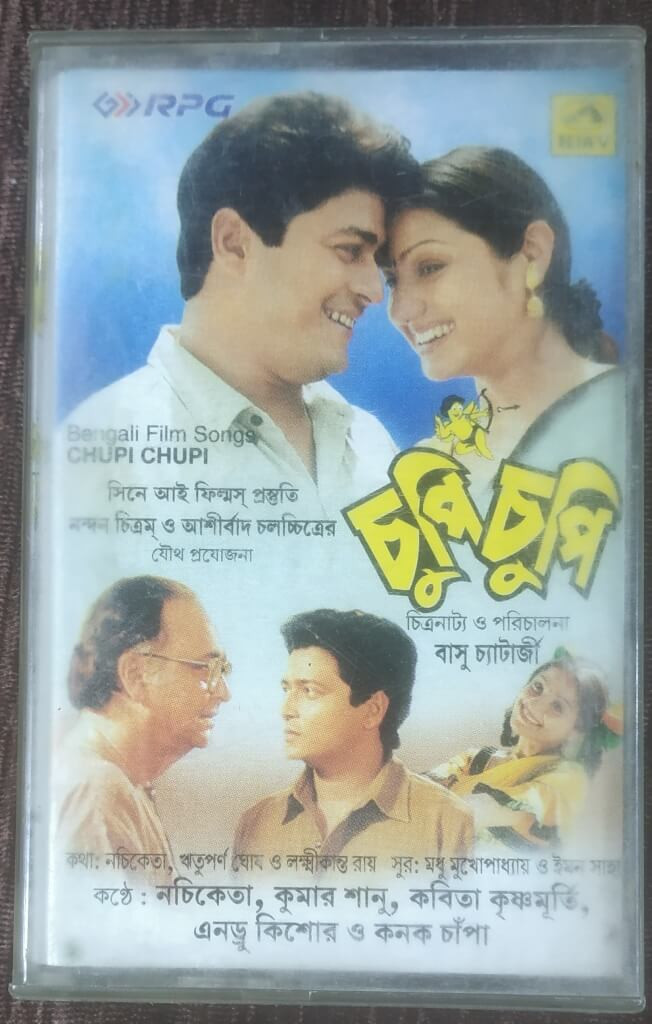 RPG
HMV
Bengali Film Songs
CHUPI CHUPI
সিনে আই ফিল্মস্ প্রস্তুতি
নন্দন চিত্রম্ ও আশীর্বাদ চলচ্চিত্রের
যৌথ প্রযোজনা
চুপি চুপি
চিত্রনাট্য ও পরিচালনা
বাসু চ্যাটার্জী
কথা: নচিকেতা, ঋতুপর্ণ ঘোষ ও লক্ষ্মীকান্ত রায় সুর: মধু মুখোপাধ্যায় ও ইমন সাহা
কণ্ঠে : নচিকেতা, কুমার শানু, কবিতা কৃষ্ণমূর্তি,
এনড্রু কিশোর ও কনক চাঁপা